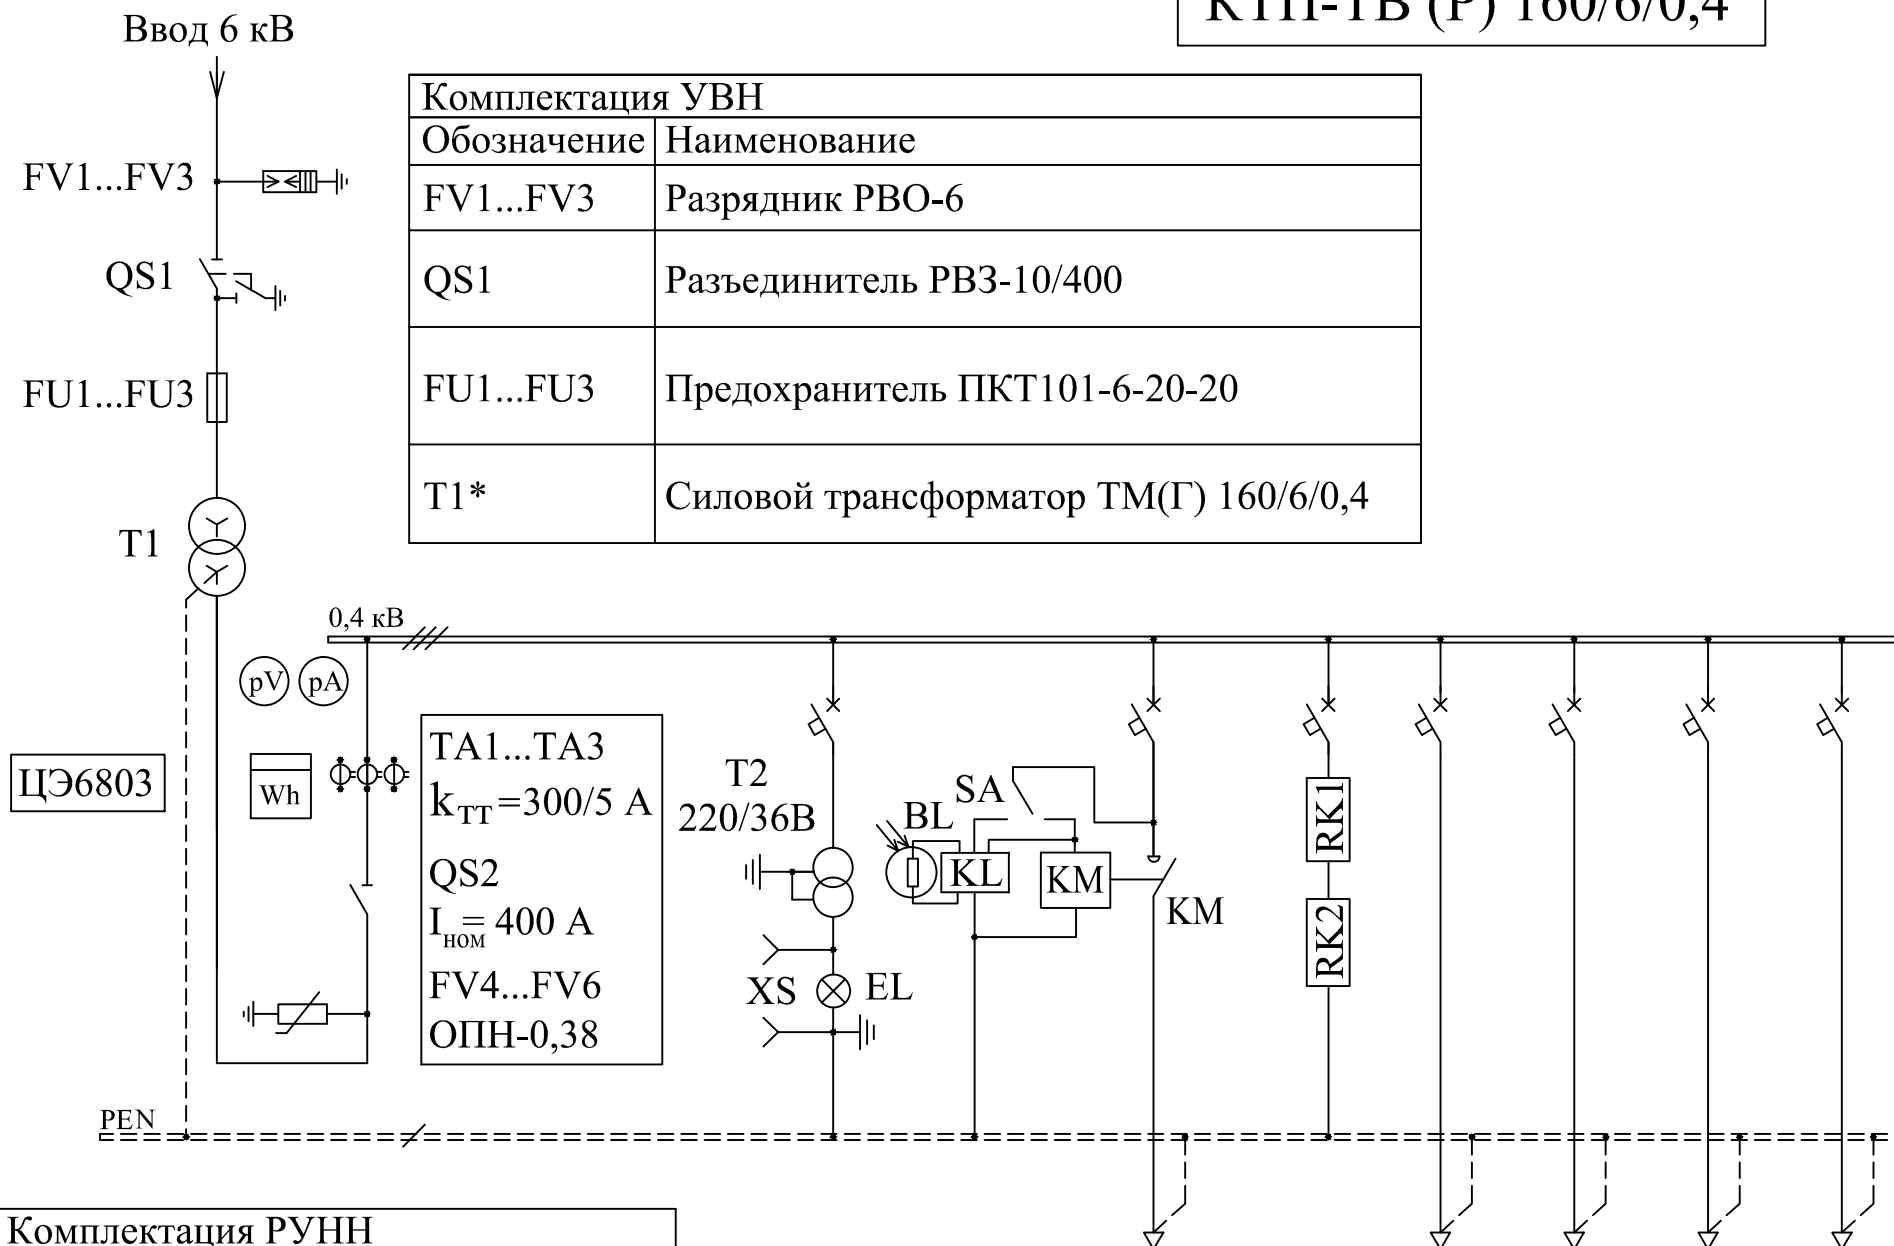 КТП-ТВ (Р) 160/6/0,4
Ввод 6 кВ
Комплектация УВН
Обозначение Наименование
FV1...FV3
FV1...FV3 Разрядник РВО-6
QS1
QS1 Разъединитель РВЗ-10/400
FU1...FU3
FU1...FU3 Предохранитель ПКТ101-6-20-20
T1
T1* Силовой трансформатор ТМ(Г) 160/6/0,4
0,4 кВ
pV pA
ЦЭ6803
Wh
TA1...TA3
kТТ=300/5 А
QS2
Iном= 400 А
FV4...FV6
ОПН-0,38
T2
220/36В
XS
EL
BL
SA
KL
KM
KM
RK1
RK2
PEN
Комплектация РУНН